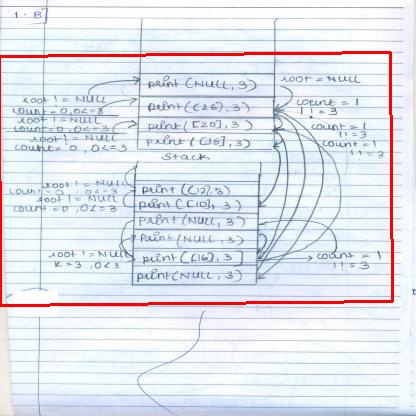 1. B)
print (NULL, 3)
root = NULL
root != NULL
count = 0, 0<=3
print ([26], 3)
count = 1
1 != 3
root != NULL
count = 0, 0<=3
print ([20], 3)
count = 1
1 != 3
root != NULL
count = 0, 0<=3
print ([15], 3)
count = 1
1 != 3
Stack
root != NULL
count = 0, 0<=3
print ([12], 3)
root != NULL
count = 0, 0<=3
print ([10], 3)
print (NULL, 3)
print (NULL, 3)
root != NULL
K = 3, 0<3
print ([16], 3)
count = 1
1 != 3
print (NULL, 3)